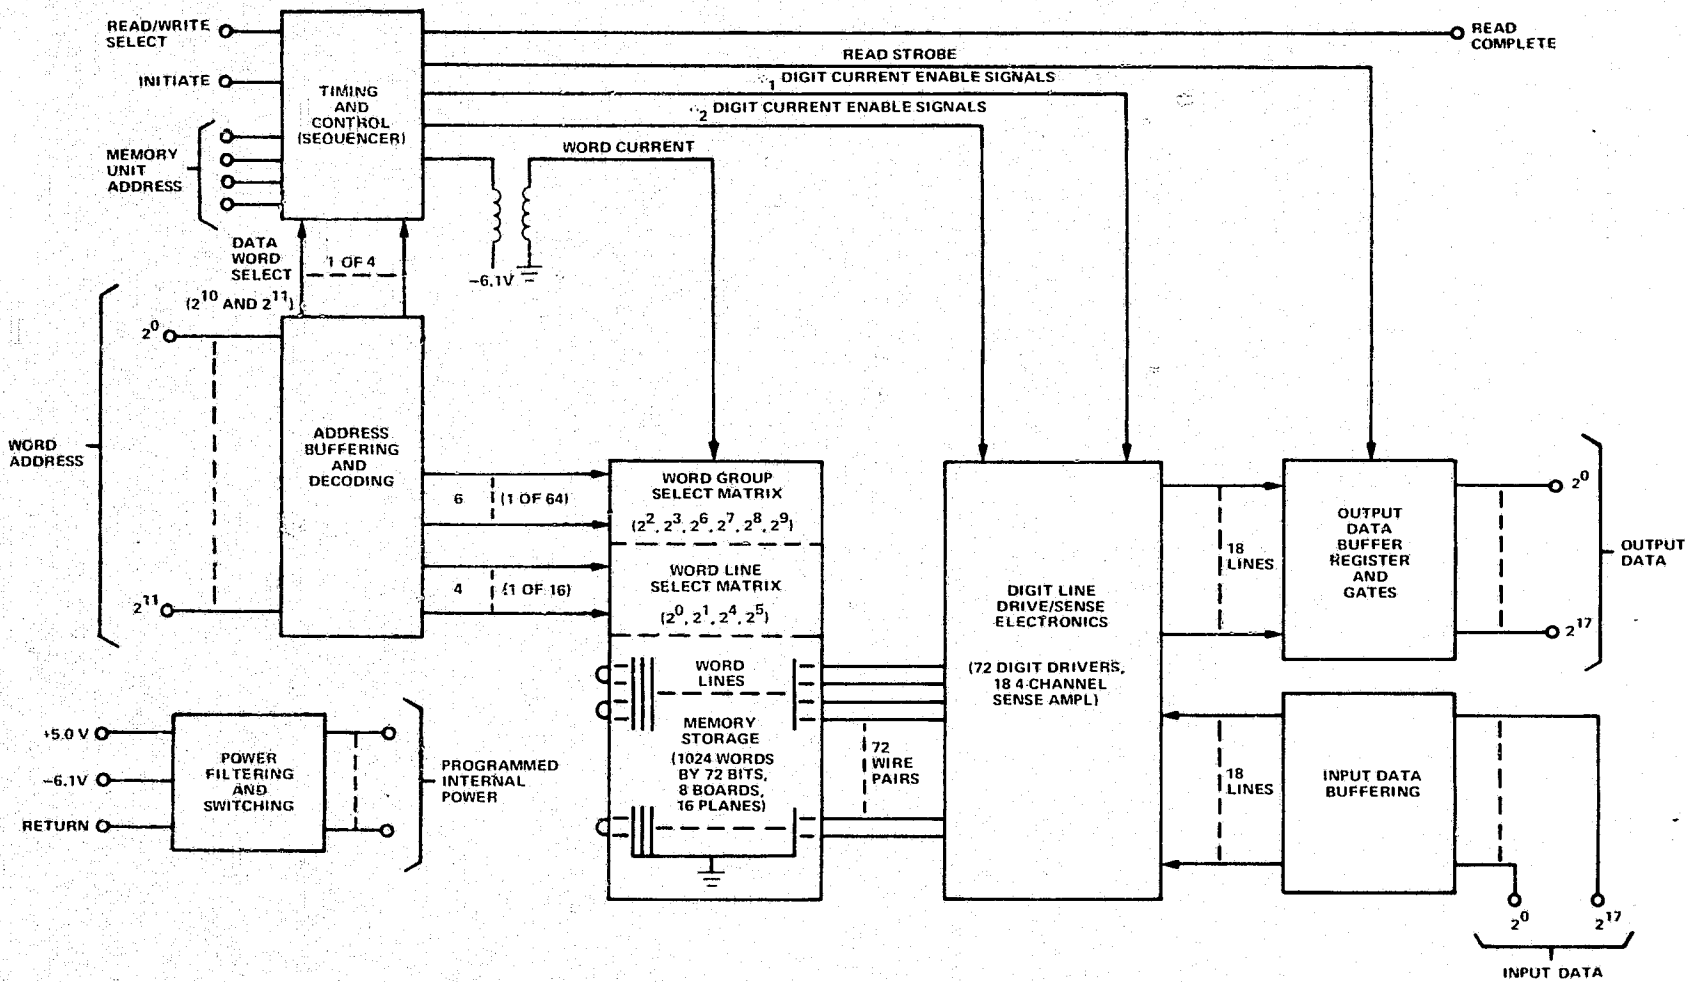 READ/WRITE
SELECT
INITIATE
MEMORY
UNIT
ADDRESS
TIMING
AND
CONTROL
(SEQUENCER)
READ
COMPLETE
READ STROBE
1 DIGIT CURRENT ENABLE SIGNALS
2 DIGIT CURRENT ENABLE SIGNALS
WORD CURRENT
−6.1V
DATA
WORD
SELECT
(2^10 AND 2^11)
1 OF 4
WORD
ADDRESS
2^0
2^11
ADDRESS
BUFFERING
AND
DECODING
6 (1 OF 64)
4 (1 OF 16)
WORD GROUP
SELECT MATRIX
(2^2, 2^3, 2^6, 2^7, 2^8, 2^9)
WORD LINE
SELECT MATRIX
(2^0, 2^1, 2^4, 2^5)
WORD
LINES
MEMORY
STORAGE
(1024 WORDS
BY 72 BITS,
8 BOARDS,
16 PLANES)
72
WIRE
PAIRS
DIGIT LINE
DRIVE/SENSE
ELECTRONICS
(72 DIGIT DRIVERS,
18 4-CHANNEL
SENSE AMPL)
18
LINES
OUTPUT
DATA
BUFFER
REGISTER
AND
GATES
2^0
2^17
OUTPUT
DATA
18
LINES
INPUT DATA
BUFFERING
2^0
2^17
INPUT DATA
+5.0 V
−6.1V
RETURN
POWER
FILTERING
AND
SWITCHING
PROGRAMMED
INTERNAL
POWER